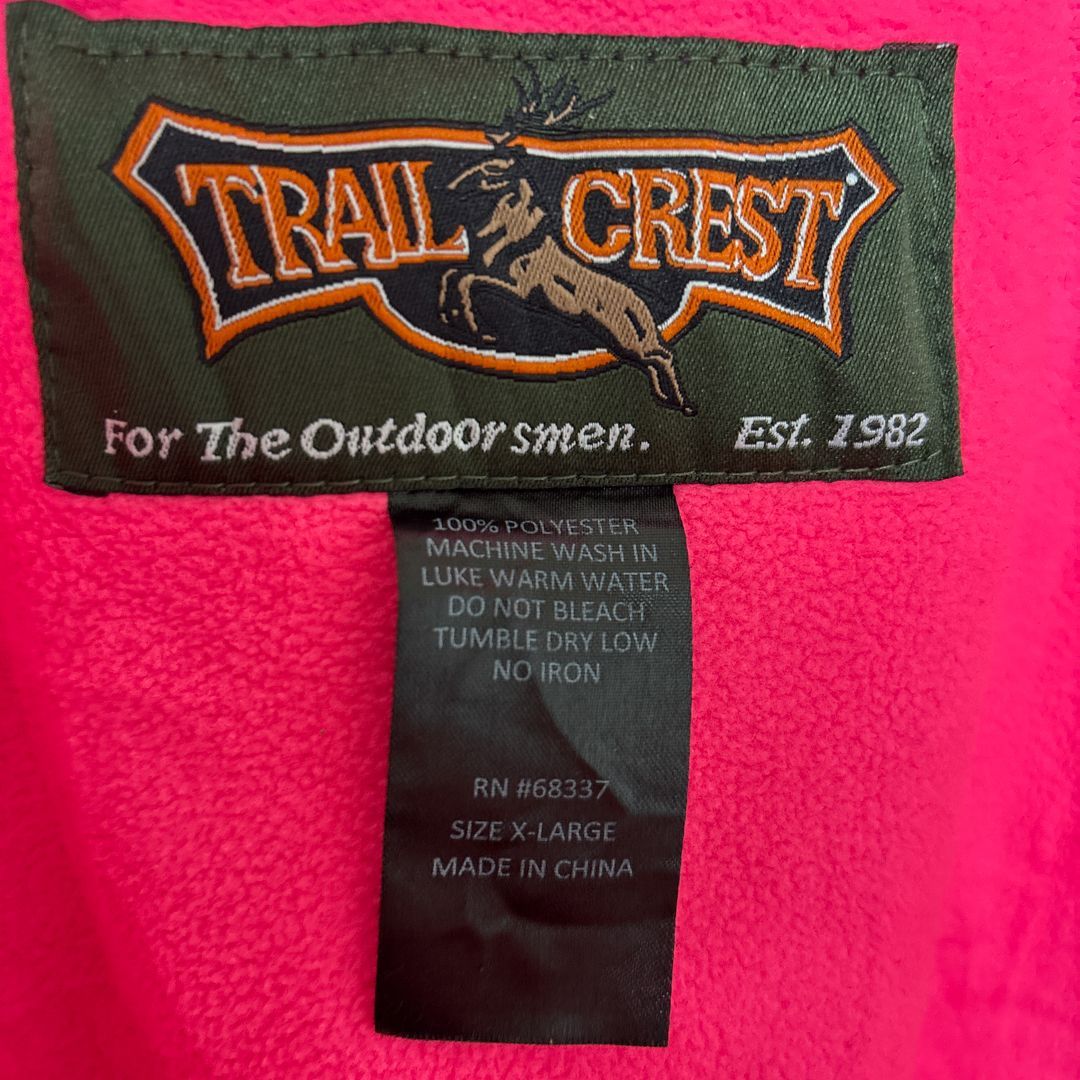 TRAIL CREST
For The Outdoorsmen. Est. 1982
100% POLYESTER
MACHINE WASH IN
LUKE WARM WATER
DO NOT BLEACH
TUMBLE DRY LOW
NO IRON
RN #68337
SIZE X-LARGE
MADE IN CHINA